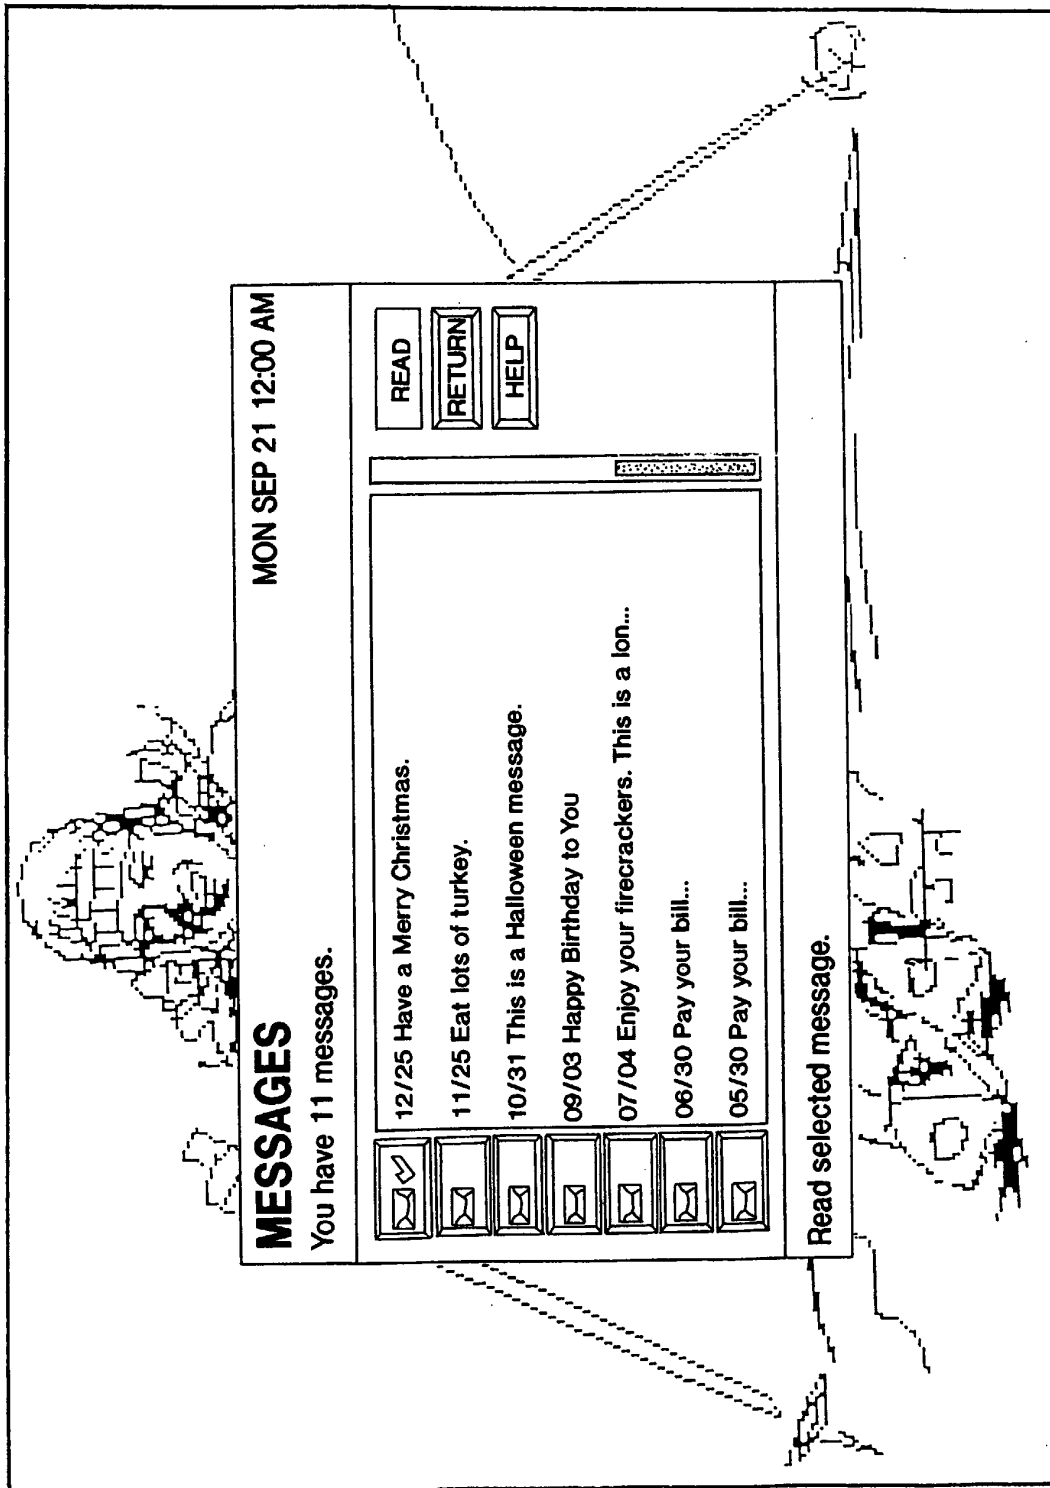 MESSAGES MON SEP 21 12:00 AM
You have 11 messages.
12/25 Have a Merry Christmas.
11/25 Eat lots of turkey.
10/31 This is a Halloween message.
09/03 Happy Birthday to You
07/04 Enjoy your firecrackers. This is a lon...
06/30 Pay your bill...
05/30 Pay your bill...
READ
RETURN
HELP
Read selected message.